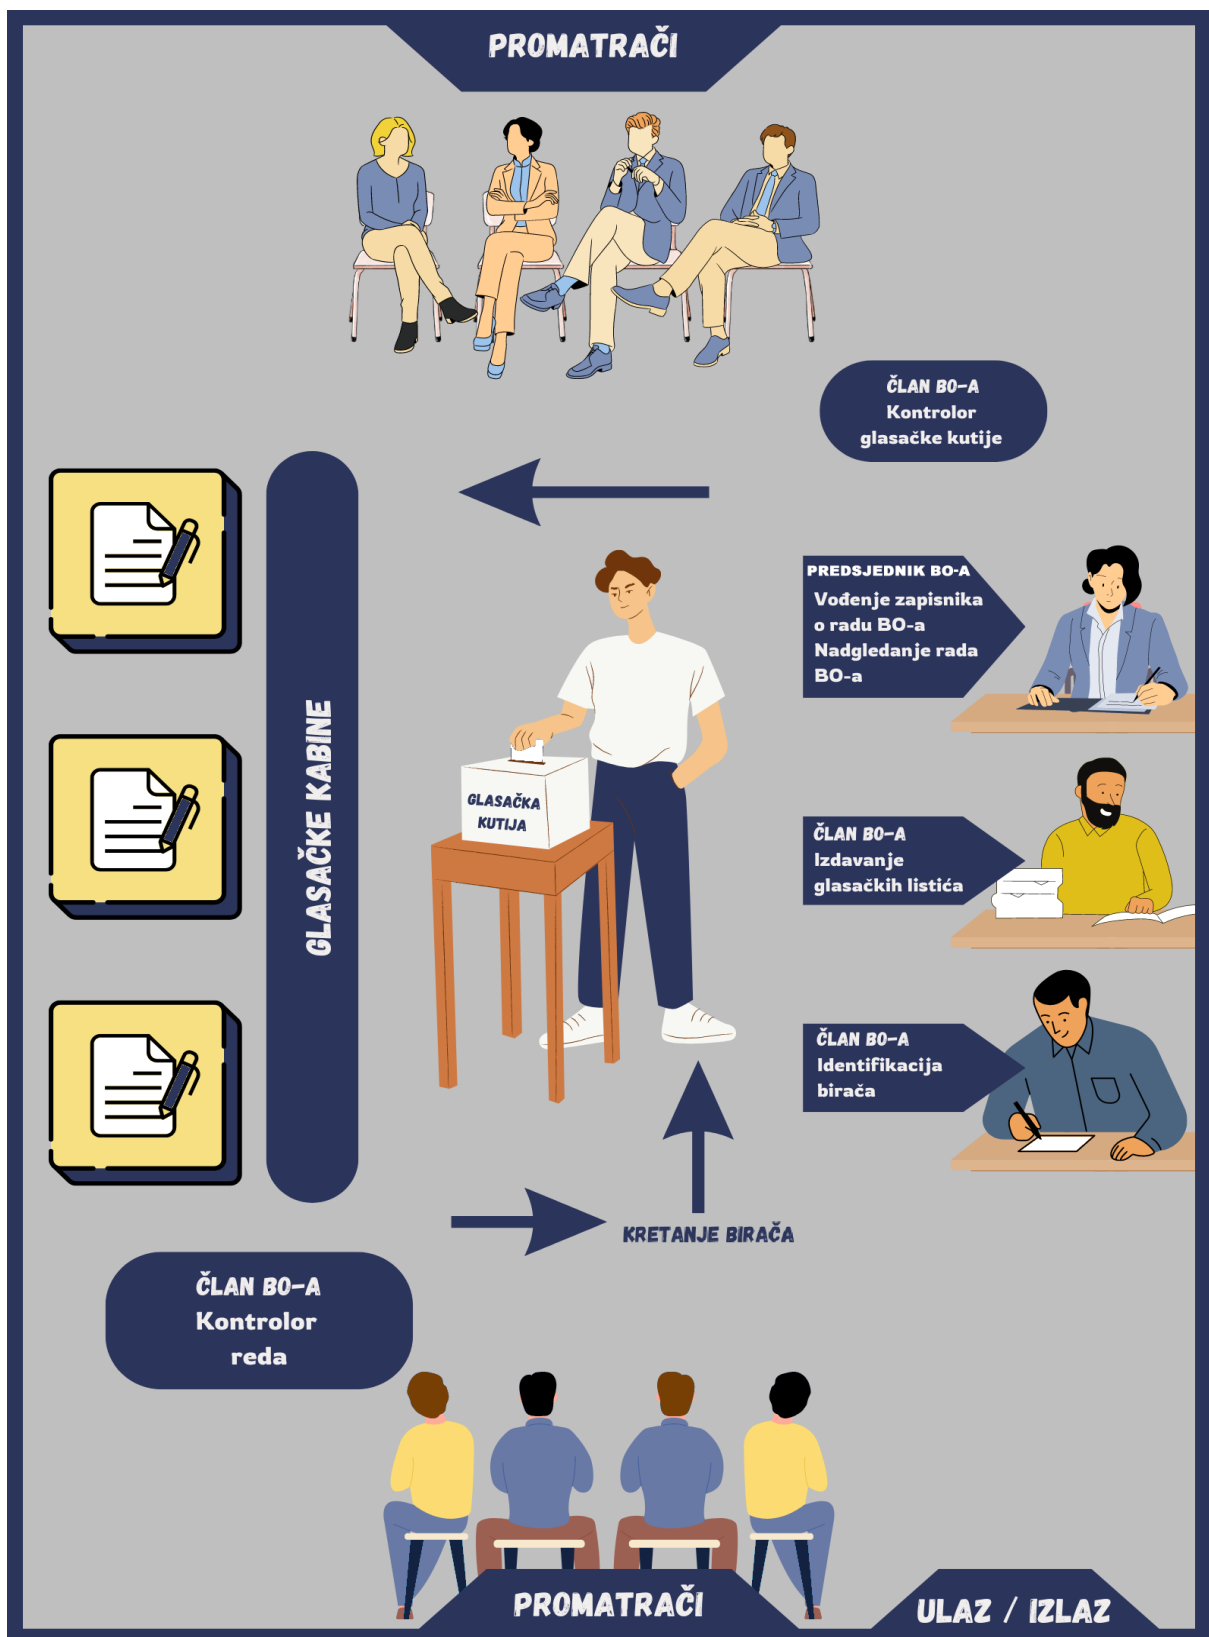 PROMATRAČI
ČLAN BO-A
Kontrolor
glasačke kutije
PREDSJEDNIK BO-A
Vođenje zapisnika
o radu BO-a
Nadgledanje rada
BO-a
GLASAČKE KABINE
GLASAČKA
KUTIJA
ČLAN BO-A
Izdavanje
glasačkih listića
ČLAN BO-A
Identifikacija
birača
KRETANJE BIRAČA
ČLAN BO-A
Kontrolor
reda
PROMATRAČI
ULAZ / IZLAZ